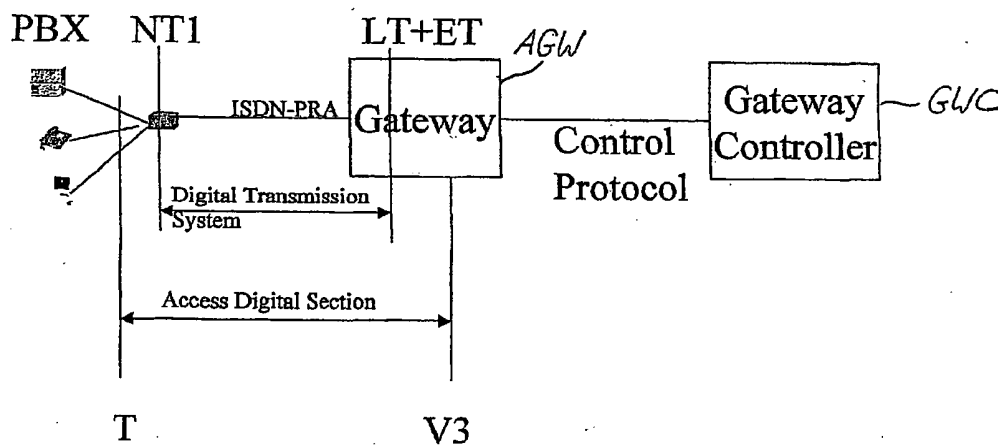 PBX NT1 LT+ET AGW
ISDN-PRA
Gateway
Control
Protocol
Gateway
Controller
GWC
Digital Transmission
System
Access Digital Section
T V3